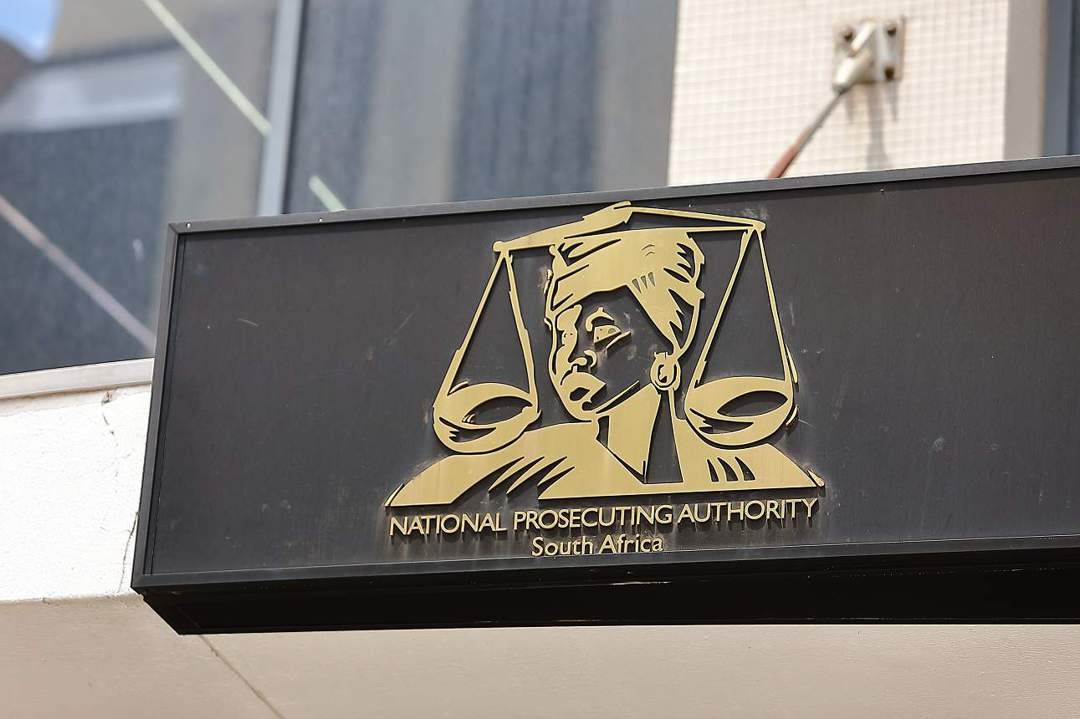 NATIONAL PROSECUTING AUTHORITY
South Africa